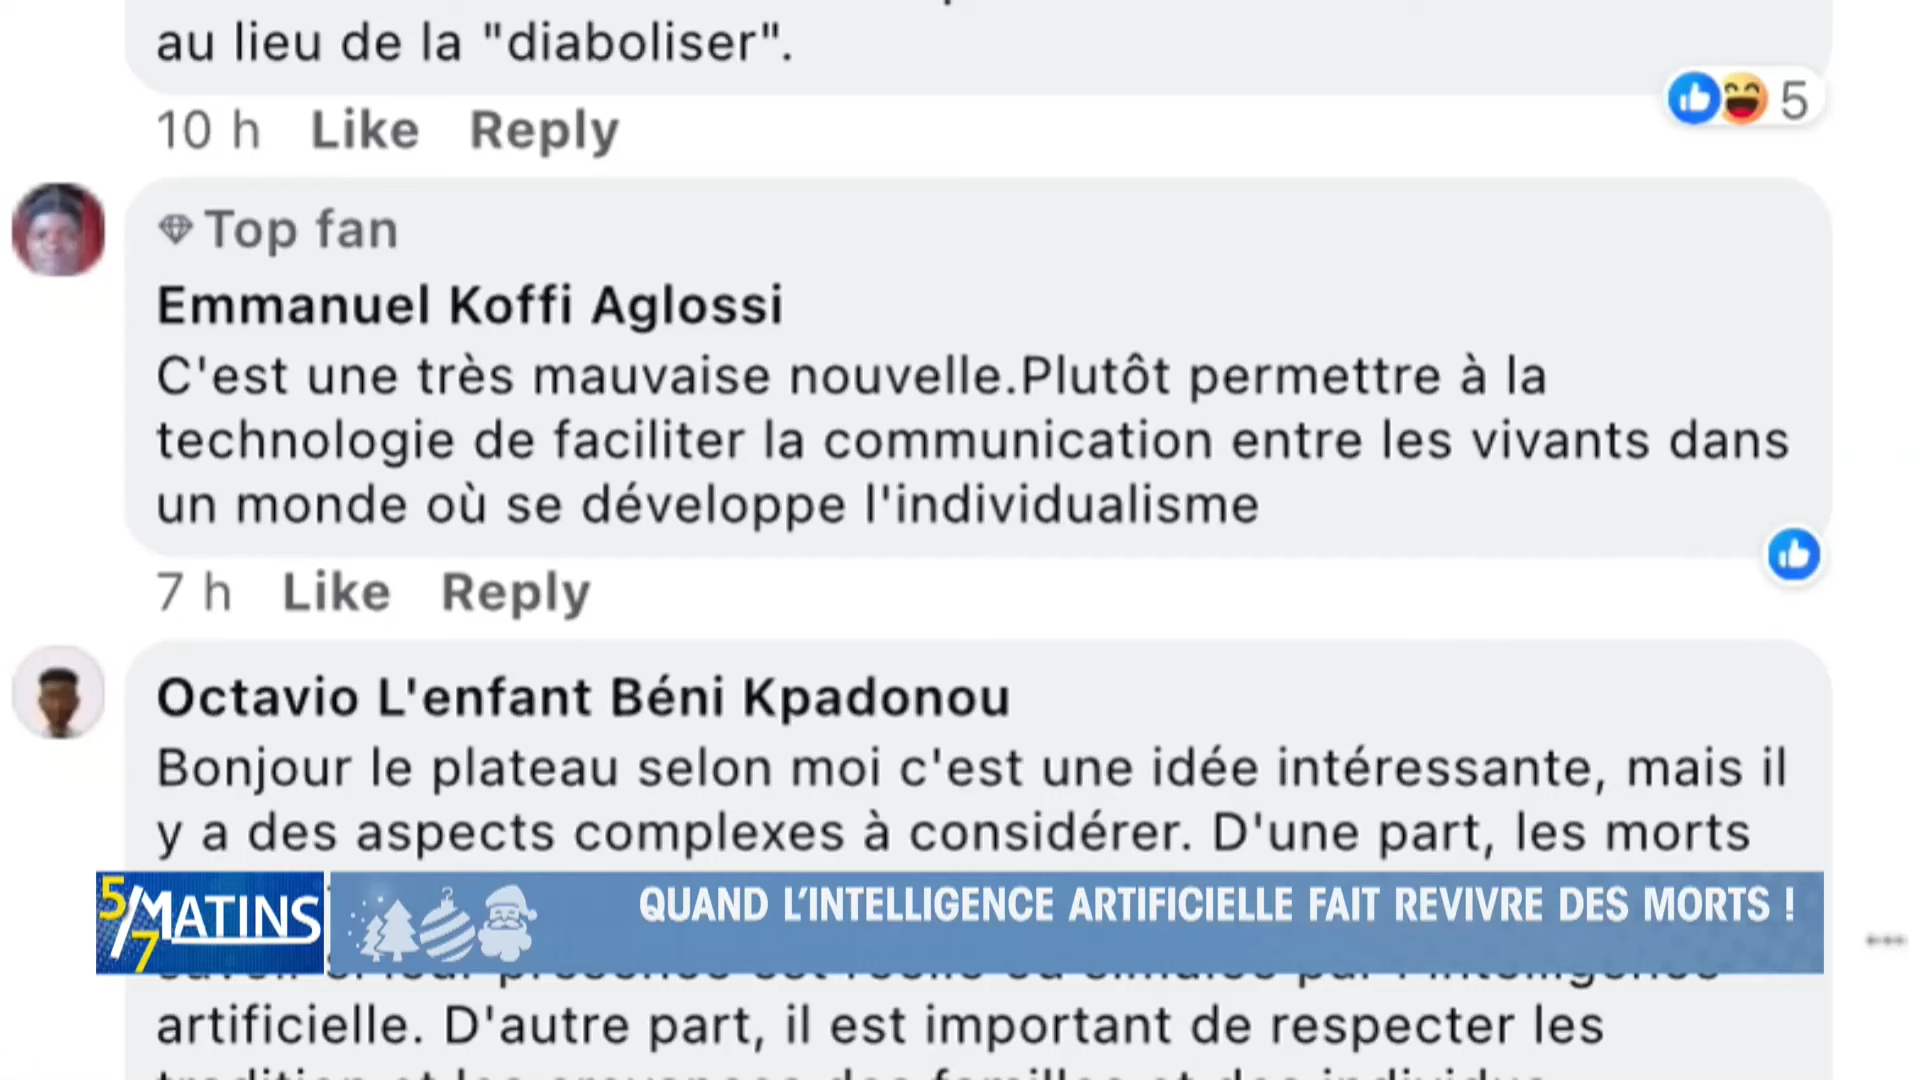 au lieu de la "diaboliser".
5
10 h Like Reply
Top fan
Emmanuel Koffi Aglossi
C'est une très mauvaise nouvelle.Plutôt permettre à la
technologie de faciliter la communication entre les vivants dans
un monde où se développe l'individualisme
7 h Like Reply
Octavio L'enfant Béni Kpadonou
Bonjour le plateau selon moi c'est une idée intéressante, mais il
y a des aspects complexes à considérer. D'une part, les morts
5/7 MATINS
QUAND L'INTELLIGENCE ARTIFICIELLE FAIT REVIVRE DES MORTS !
artificielle. D'autre part, il est important de respecter les